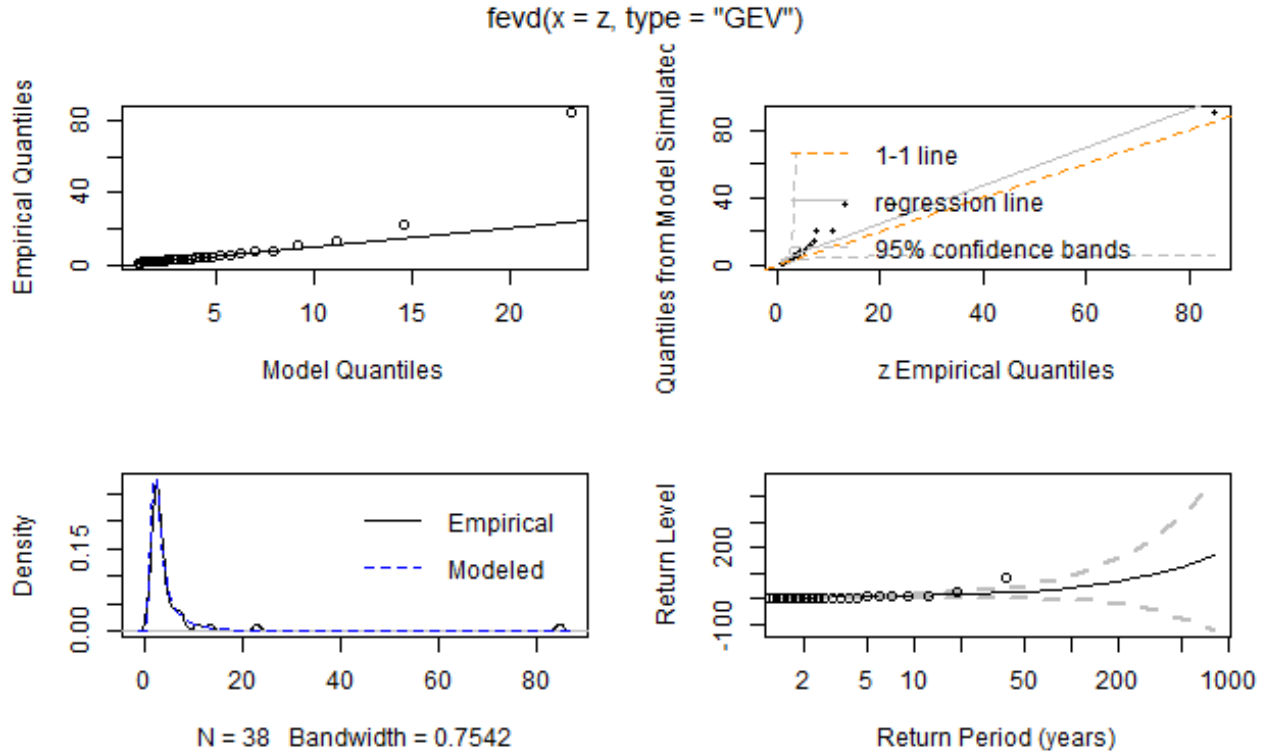 fevd(x = z, type = "GEV")
Empirical Quantiles
0 40 80
5 10 15 20
Model Quantiles
Quantiles from Model Simulated
0 40 80
1-1 line
regression line
95% confidence bands
0 20 40 60 80
z Empirical Quantiles
Density
0.00 0.15
Empirical
Modeled
0 20 40 60 80
N = 38 Bandwidth = 0.7542
Return Level
-100 200
2 5 10 50 200 1000
Return Period (years)